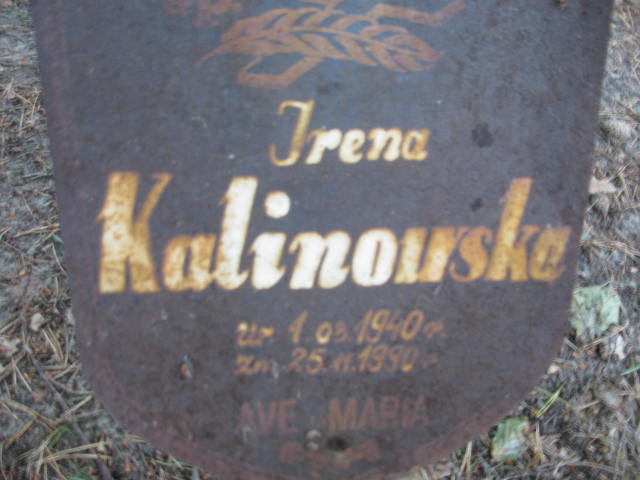 Irena
Kalinowska
ur. 1.03.1940 r.
zm. 25.11.1990 r.
AVE MARIA